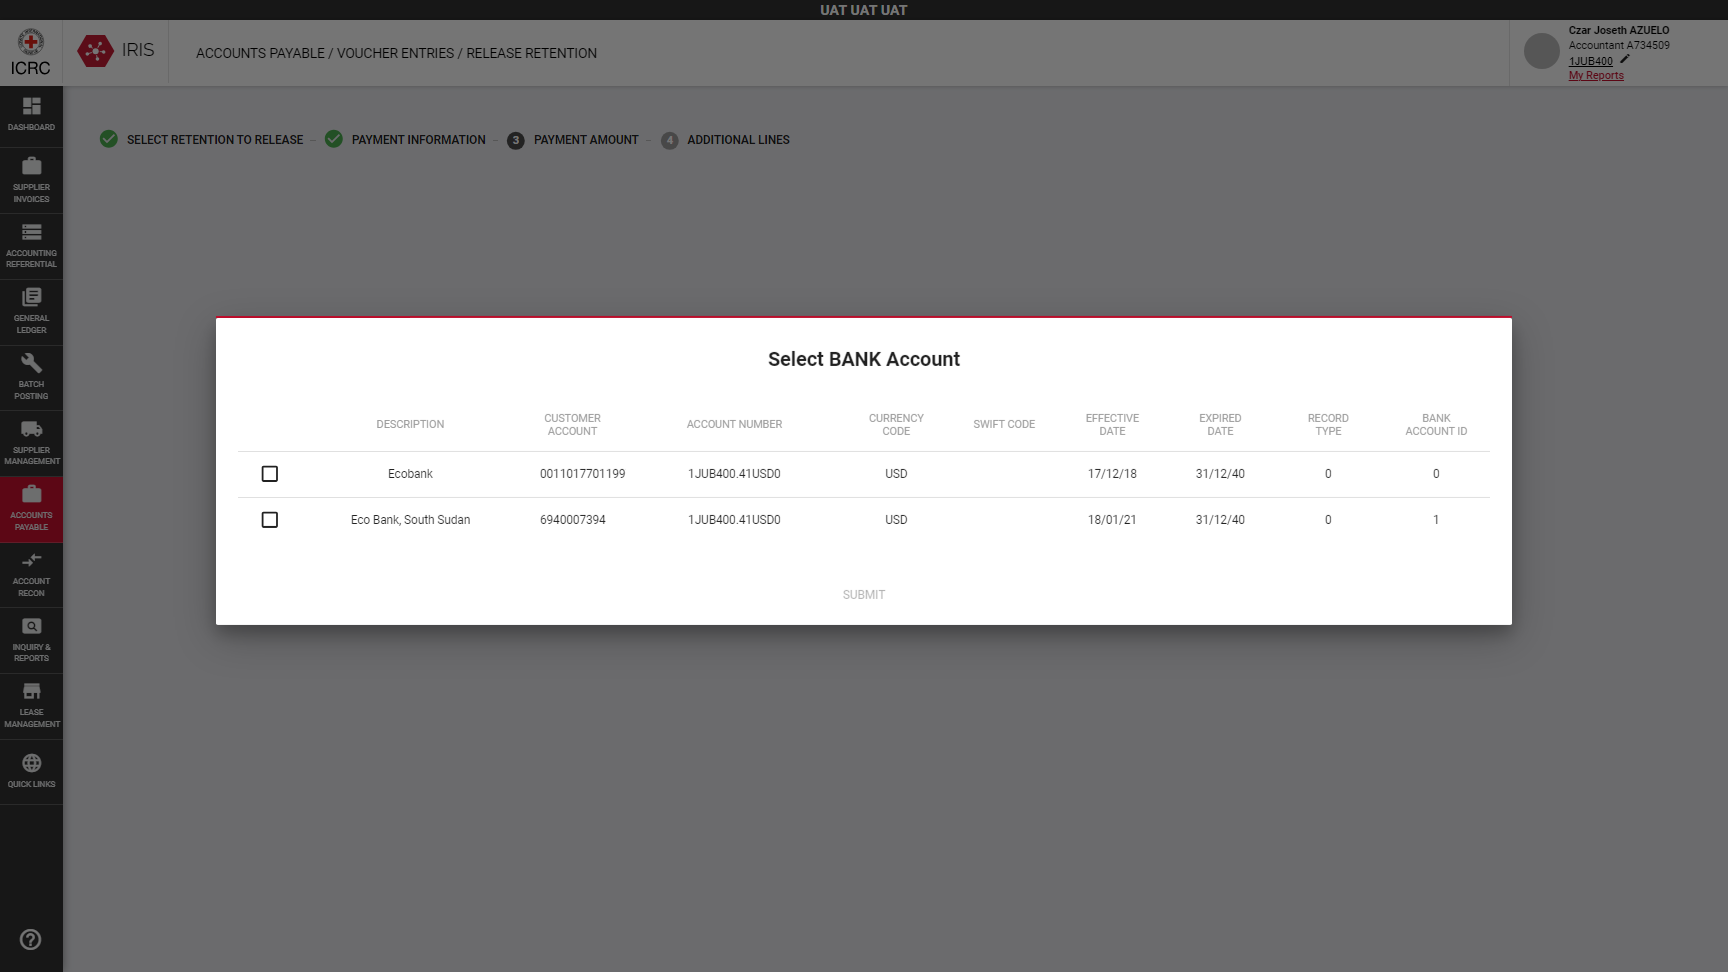 UAT UAT UAT
ICRC
IRIS
ACCOUNTS PAYABLE / VOUCHER ENTRIES / RELEASE RETENTION
Czar Joseth AZUELO
Accountant A734509
1JUB400
My Reports
DASHBOARD
SUPPLIER
INVOICES
ACCOUNTING
REFERENTIAL
GENERAL
LEDGER
BATCH
POSTING
SUPPLIER
MANAGEMENT
ACCOUNTS
PAYABLE
ACCOUNT
RECON
INQUIRY &
REPORTS
LEASE
MANAGEMENT
QUICK LINKS
SELECT RETENTION TO RELEASE – PAYMENT INFORMATION – 3 PAYMENT AMOUNT – 4 ADDITIONAL LINES
Select BANK Account
DESCRIPTION CUSTOMER ACCOUNT ACCOUNT NUMBER CURRENCY CODE SWIFT CODE EFFECTIVE DATE EXPIRED DATE RECORD TYPE BANK ACCOUNT ID
Ecobank 0011017701199 1JUB400.41USD0 USD 17/12/18 31/12/40 0 0
Eco Bank, South Sudan 6940007394 1JUB400.41USD0 USD 18/01/21 31/12/40 0 1
SUBMIT